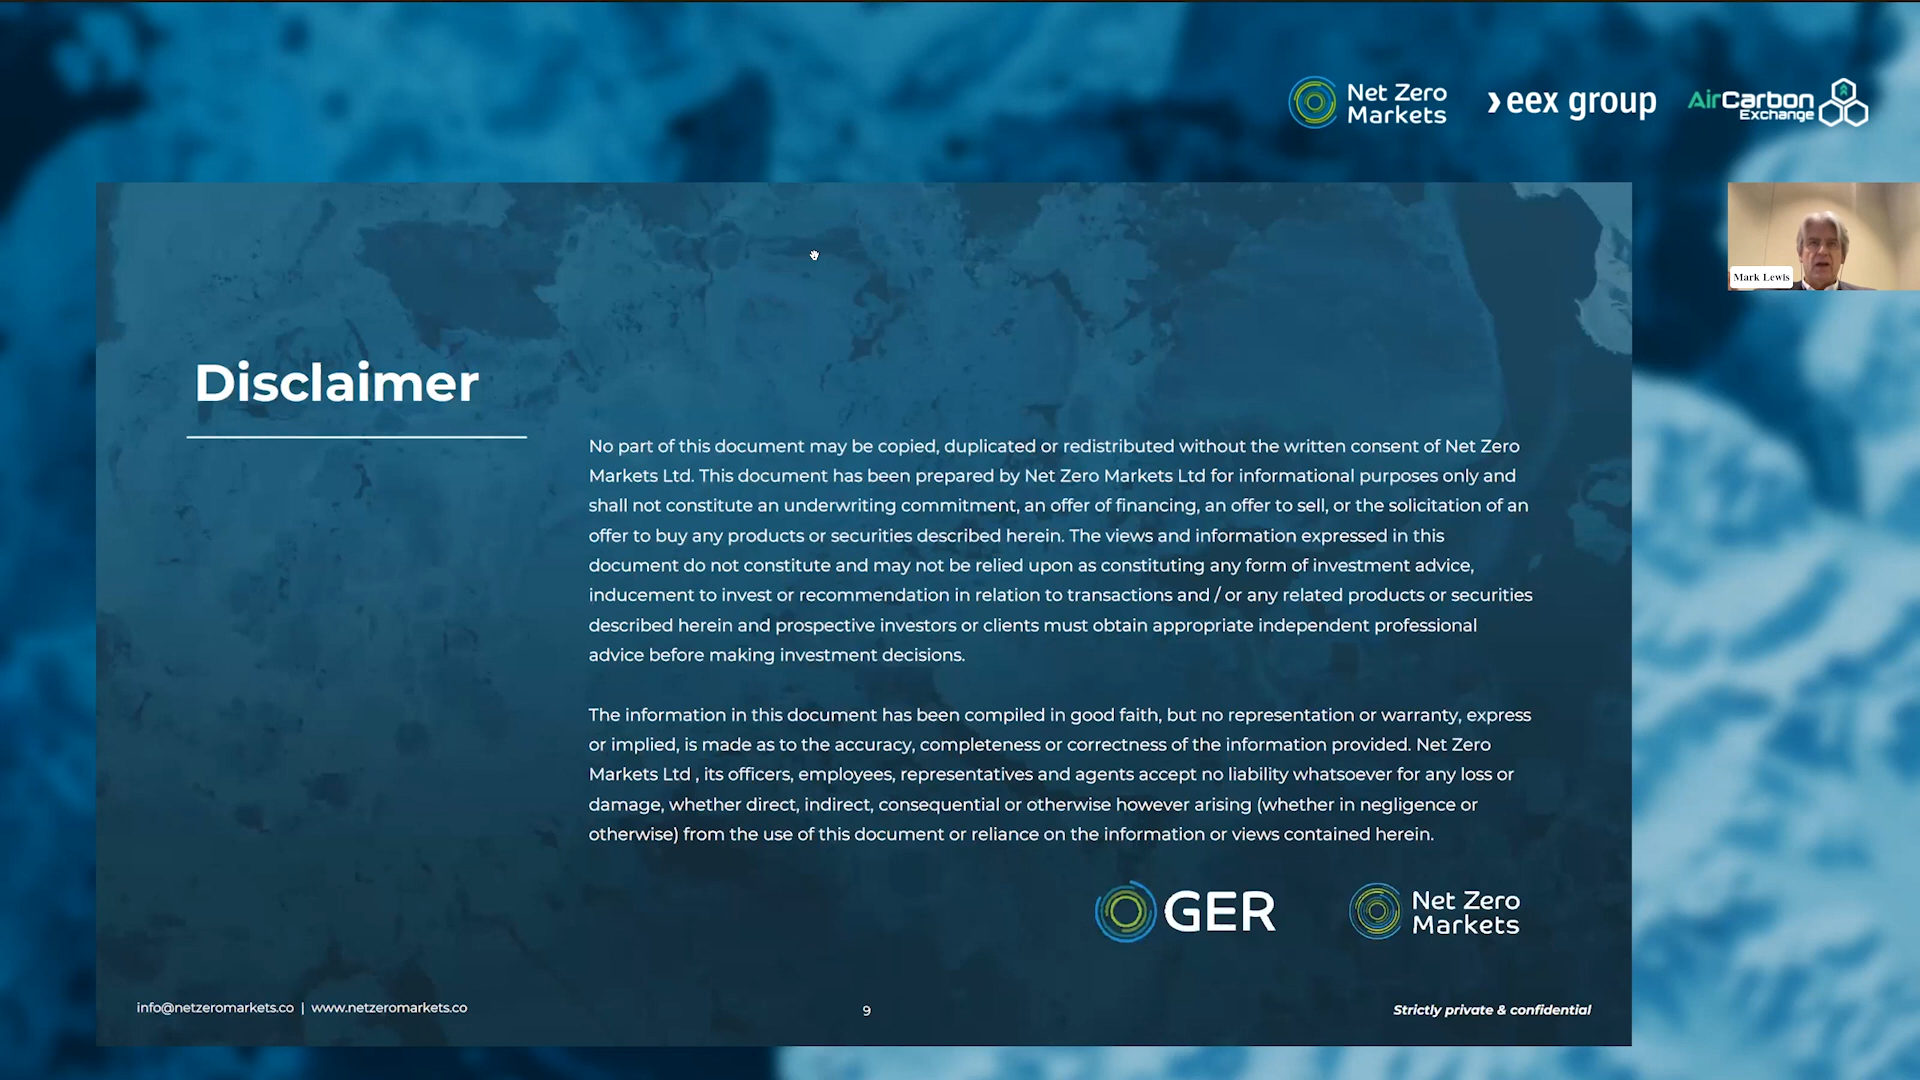 Net Zero
Markets
eex group
AirCarbon
Exchange
Mark Lewis
Disclaimer
No part of this document may be copied, duplicated or redistributed without the written consent of Net Zero
Markets Ltd. This document has been prepared by Net Zero Markets Ltd for informational purposes only and
shall not constitute an underwriting commitment, an offer of financing, an offer to sell, or the solicitation of an
offer to buy any products or securities described herein. The views and information expressed in this
document do not constitute and may not be relied upon as constituting any form of investment advice,
inducement to invest or recommendation in relation to transactions and / or any related products or securities
described herein and prospective investors or clients must obtain appropriate independent professional
advice before making investment decisions.
The information in this document has been compiled in good faith, but no representation or warranty, express
or implied, is made as to the accuracy, completeness or correctness of the information provided. Net Zero
Markets Ltd , its officers, employees, representatives and agents accept no liability whatsoever for any loss or
damage, whether direct, indirect, consequential or otherwise however arising (whether in negligence or
otherwise) from the use of this document or reliance on the information or views contained herein.
GER
Net Zero
Markets
info@netzeromarkets.co | www.netzeromarkets.co
9
Strictly private & confidential